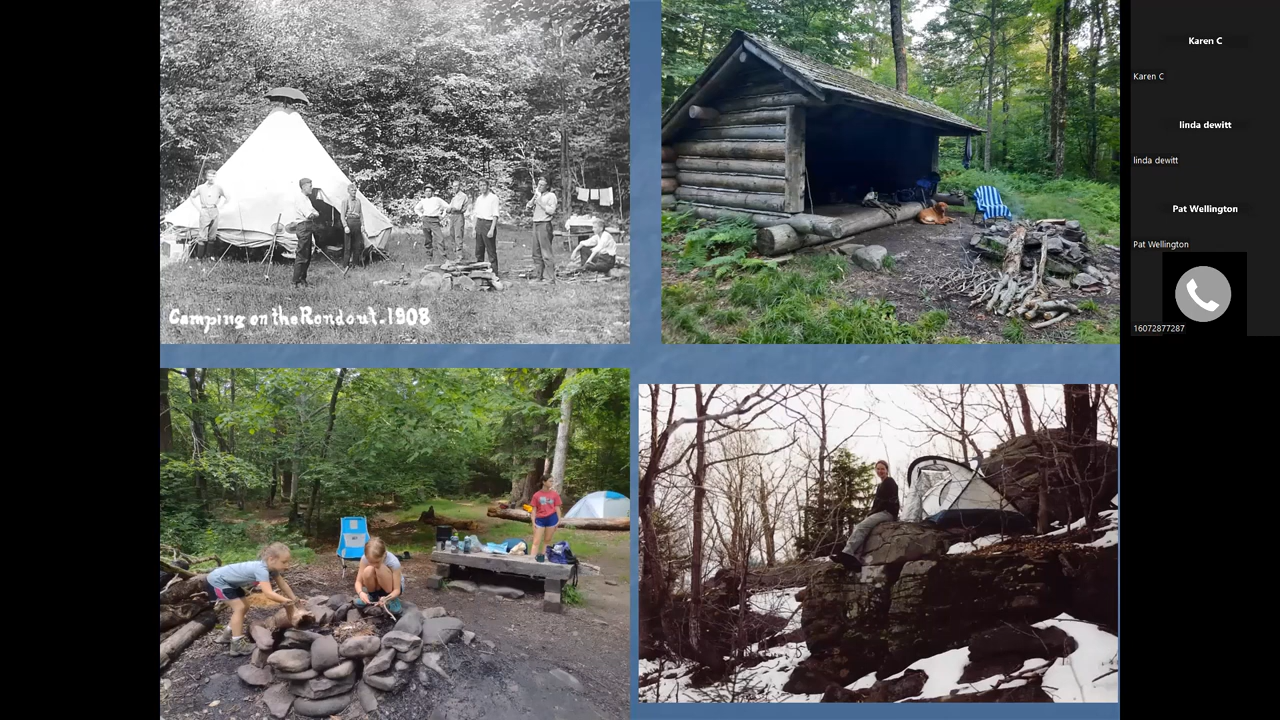 Camping on the Rondout. 1908
Karen C
Karen C
linda dewitt
linda dewitt
Pat Wellington
Pat Wellington
16072877287